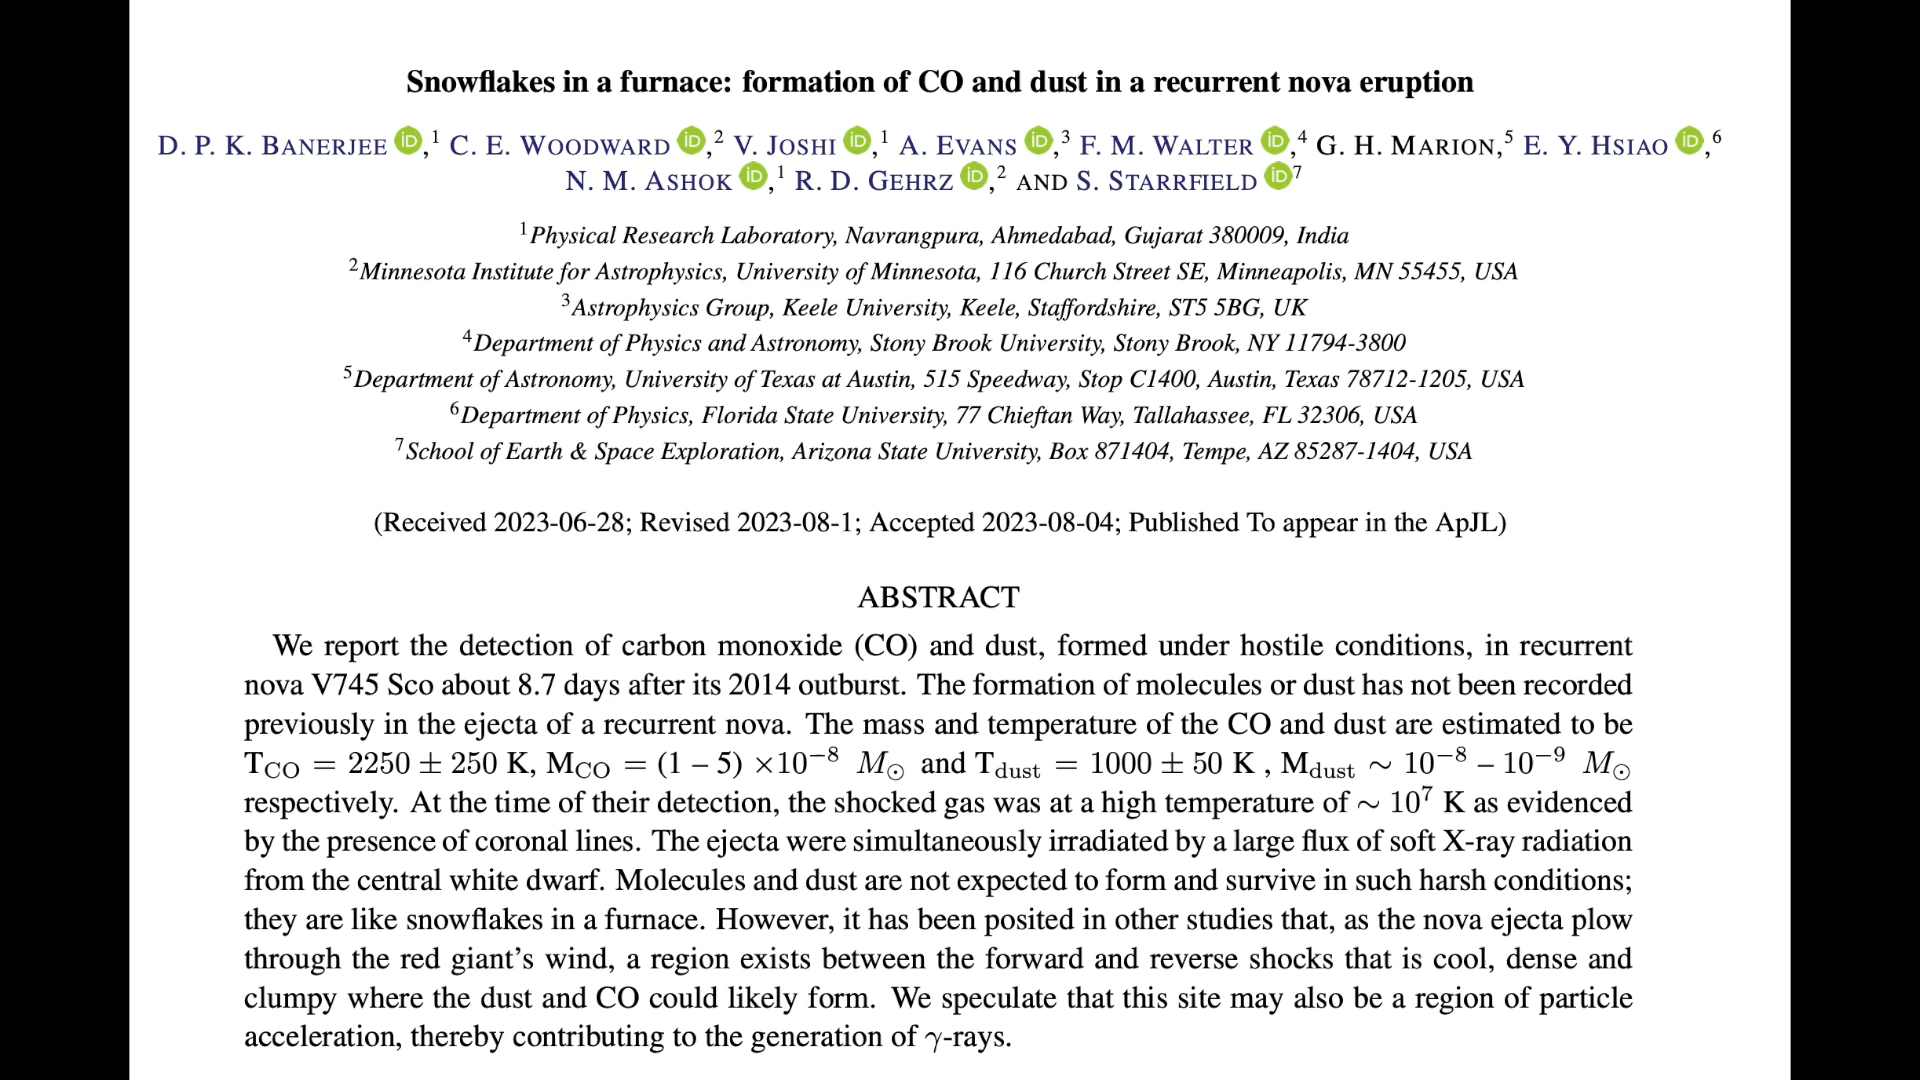 Snowflakes in a furnace: formation of CO and dust in a recurrent nova eruption
D. P. K. BANERJEE iD,¹ C. E. WOODWARD iD,² V. JOSHI iD,¹ A. EVANS iD,³ F. M. WALTER iD,⁴ G. H. MARION,⁵ E. Y. HSIAO iD,⁶
N. M. ASHOK iD,¹ R. D. GEHRZ iD,² AND S. STARRFIELD iD⁷
¹Physical Research Laboratory, Navrangpura, Ahmedabad, Gujarat 380009, India
²Minnesota Institute for Astrophysics, University of Minnesota, 116 Church Street SE, Minneapolis, MN 55455, USA
³Astrophysics Group, Keele University, Keele, Staffordshire, ST5 5BG, UK
⁴Department of Physics and Astronomy, Stony Brook University, Stony Brook, NY 11794-3800
⁵Department of Astronomy, University of Texas at Austin, 515 Speedway, Stop C1400, Austin, Texas 78712-1205, USA
⁶Department of Physics, Florida State University, 77 Chieftan Way, Tallahassee, FL 32306, USA
⁷School of Earth & Space Exploration, Arizona State University, Box 871404, Tempe, AZ 85287-1404, USA
(Received 2023-06-28; Revised 2023-08-1; Accepted 2023-08-04; Published To appear in the ApJL)
ABSTRACT
We report the detection of carbon monoxide (CO) and dust, formed under hostile conditions, in recurrent
nova V745 Sco about 8.7 days after its 2014 outburst. The formation of molecules or dust has not been recorded
previously in the ejecta of a recurrent nova. The mass and temperature of the CO and dust are estimated to be
T_CO = 2250 ± 250 K, M_CO = (1 – 5) ×10⁻⁸ M_⊙ and T_dust = 1000 ± 50 K , M_dust ∼ 10⁻⁸ – 10⁻⁹ M_⊙
respectively. At the time of their detection, the shocked gas was at a high temperature of ∼ 10⁷ K as evidenced
by the presence of coronal lines. The ejecta were simultaneously irradiated by a large flux of soft X-ray radiation
from the central white dwarf. Molecules and dust are not expected to form and survive in such harsh conditions;
they are like snowflakes in a furnace. However, it has been posited in other studies that, as the nova ejecta plow
through the red giant’s wind, a region exists between the forward and reverse shocks that is cool, dense and
clumpy where the dust and CO could likely form. We speculate that this site may also be a region of particle
acceleration, thereby contributing to the generation of γ-rays.